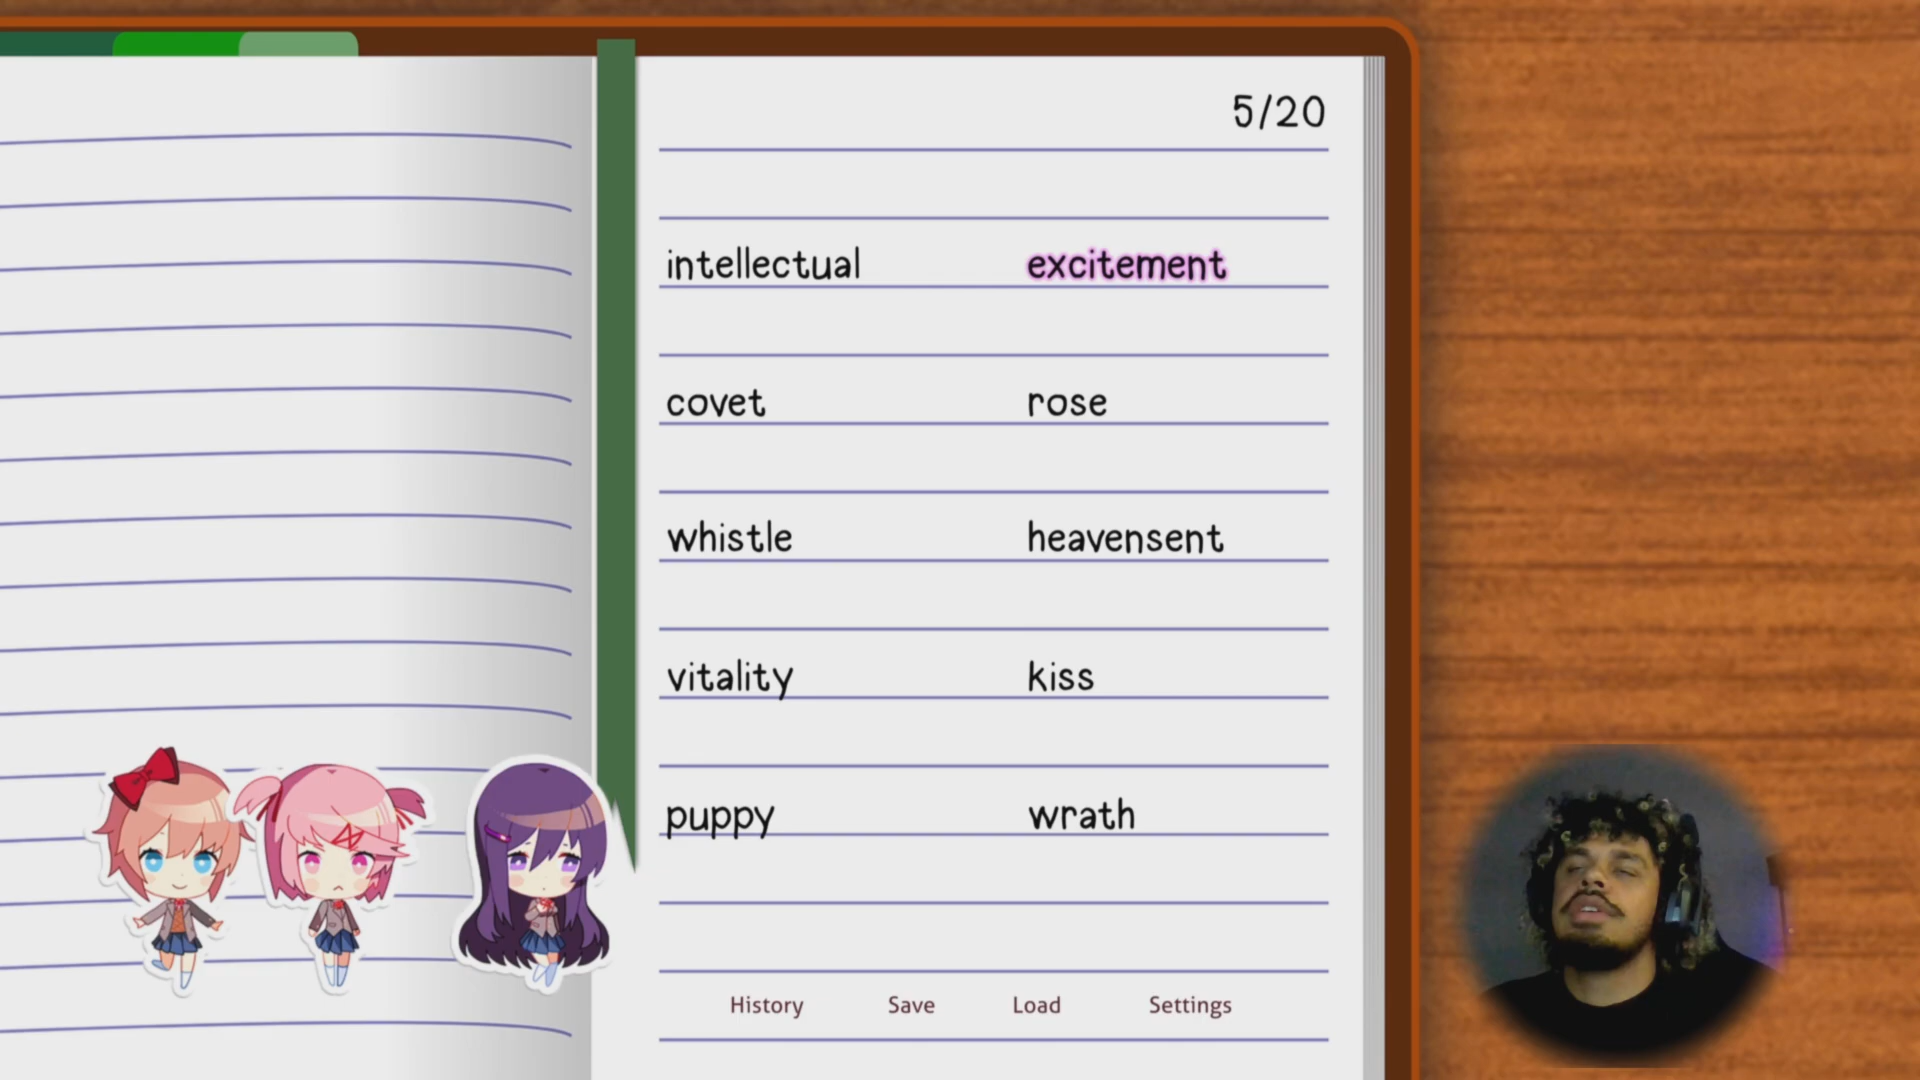 5/20
intellectual excitement
covet rose
whistle heavensent
vitality kiss
puppy wrath
History Save Load Settings